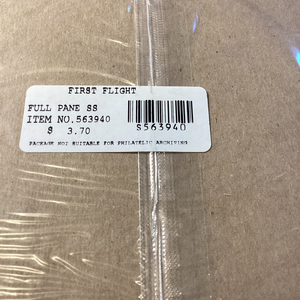 FIRST FLIGHT
FULL PANE SS
ITEM NO.563940
$ 3.70
S563940
PACKAGE NOT SUITABLE FOR PHILATELIC ARCHIVING